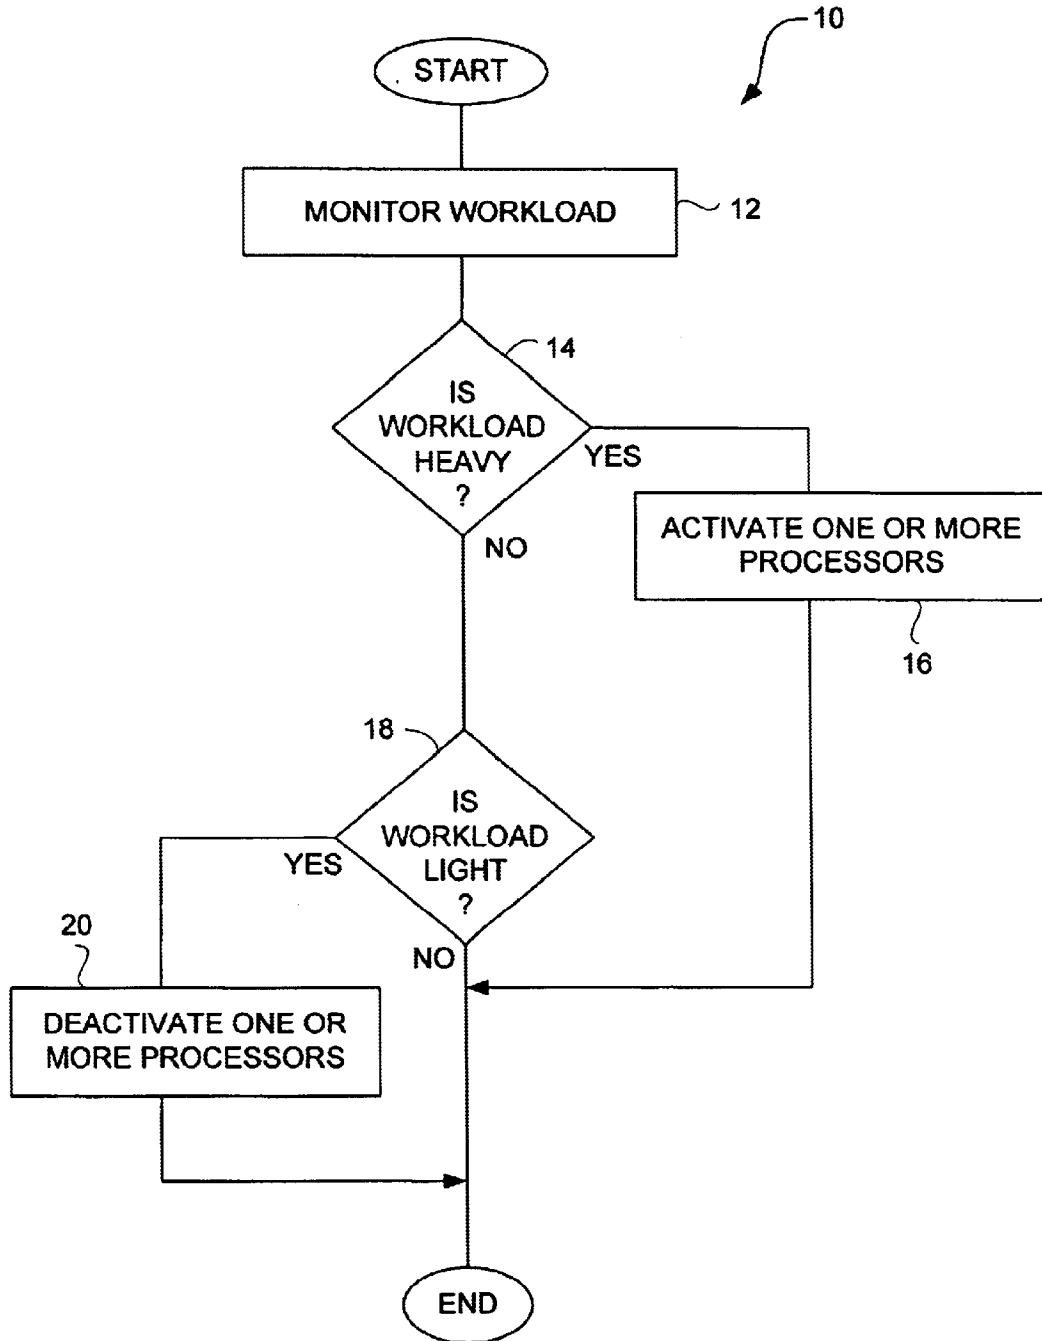 10
START
MONITOR WORKLOAD
12
14
IS
WORKLOAD
HEAVY
?
YES
NO
ACTIVATE ONE OR MORE
PROCESSORS
16
18
IS
WORKLOAD
LIGHT
?
YES
NO
20
DEACTIVATE ONE OR
MORE PROCESSORS
END